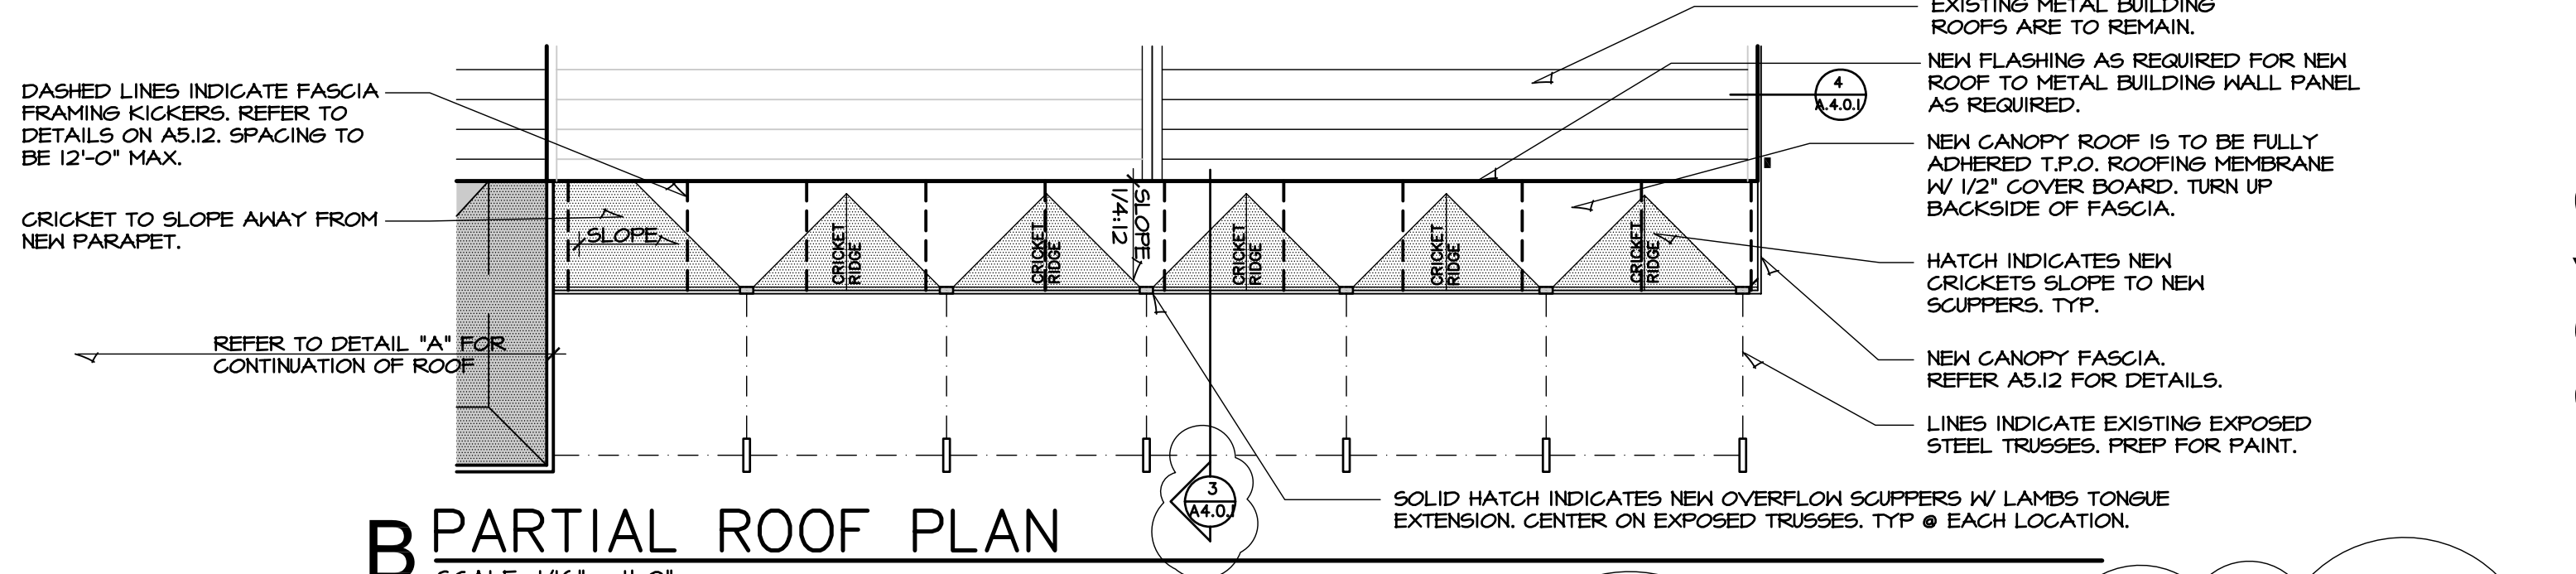 EXISTING METAL BUILDING
ROOFS ARE TO REMAIN.
NEW FLASHING AS REQUIRED FOR NEW
ROOF TO METAL BUILDING WALL PANEL
AS REQUIRED.
4
A.4.0.1
NEW CANOPY ROOF IS TO BE FULLY
ADHERED T.P.O. ROOFING MEMBRANE
W/ 1/2" COVER BOARD. TURN UP
BACKSIDE OF FASCIA.
HATCH INDICATES NEW
CRICKETS SLOPE TO NEW
SCUPPERS. TYP.
NEW CANOPY FASCIA.
REFER A5.12 FOR DETAILS.
LINES INDICATE EXISTING EXPOSED
STEEL TRUSSES. PREP FOR PAINT.
DASHED LINES INDICATE FASCIA
FRAMING KICKERS. REFER TO
DETAILS ON A5.12. SPACING TO
BE 12'-0" MAX.
CRICKET TO SLOPE AWAY FROM
NEW PARAPET.
SLOPE
CRICKET
RIDGE
CRICKET
RIDGE
SLOPE
1/4:12
CRICKET
RIDGE
CRICKET
RIDGE
CRICKET
RIDGE
REFER TO DETAIL "A" FOR
CONTINUATION OF ROOF
3
A4.0.1
SOLID HATCH INDICATES NEW OVERFLOW SCUPPERS W/ LAMBS TONGUE
EXTENSION. CENTER ON EXPOSED TRUSSES. TYP @ EACH LOCATION.
B PARTIAL ROOF PLAN